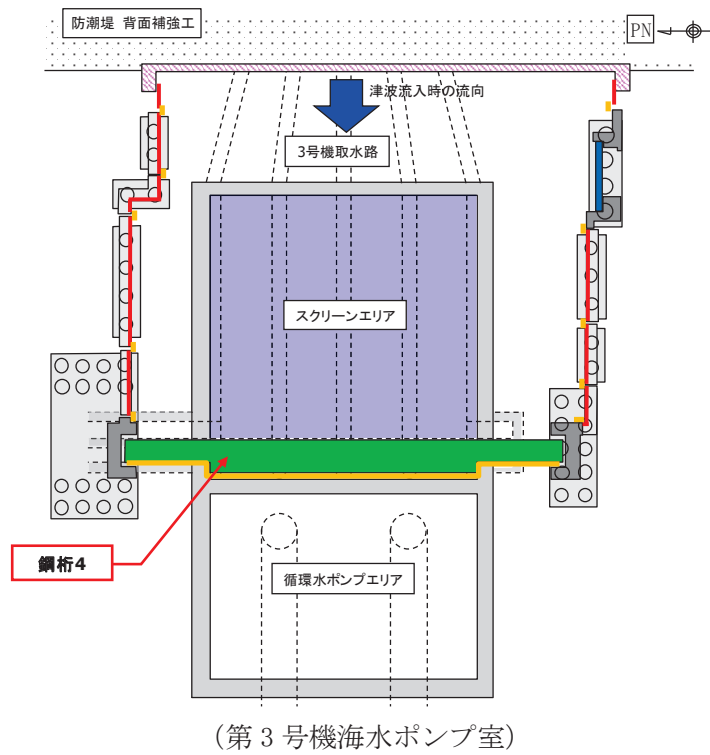 防潮堤 背面補強工
PN
津波流入時の流向
3号機取水路
スクリーンエリア
鋼桁4
循環水ポンプエリア
(第3号機海水ポンプ室)